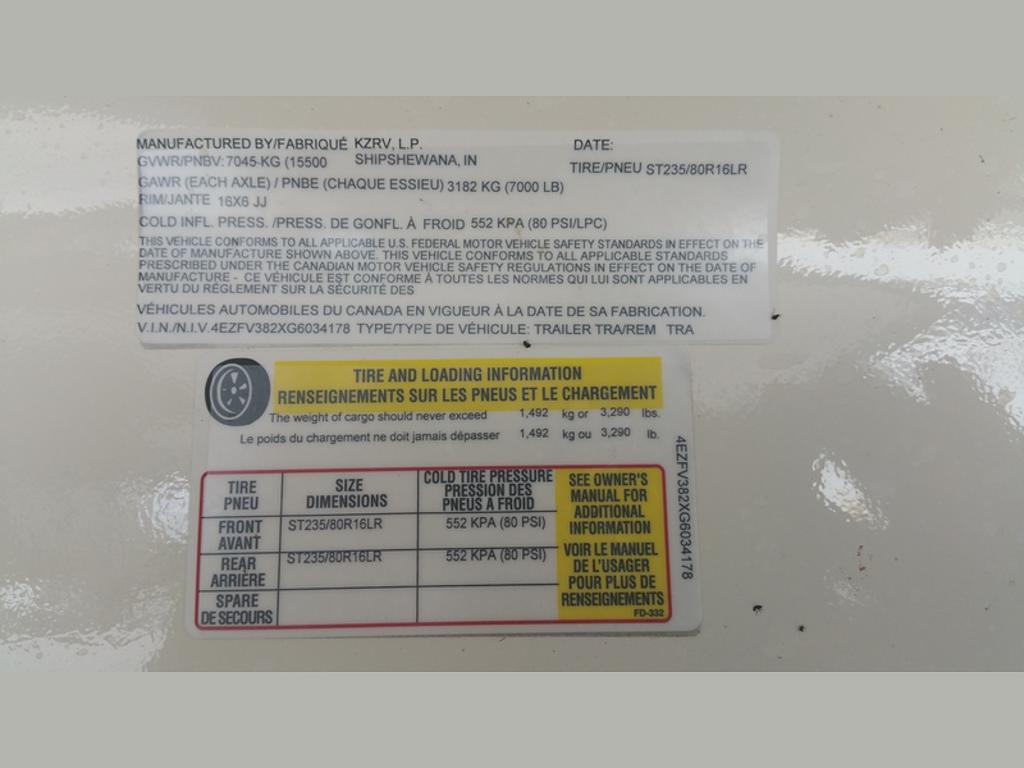 MANUFACTURED BY/FABRIQUÉ KZRV, L.P. DATE:
GVWR/PNBV: 7045 KG (15500 SHIPSHEWANA, IN TIRE/PNEU ST235/80R16LR
GAWR (EACH AXLE) / PNBE (CHAQUE ESSIEU) 3182 KG (7000 LB)
RIM/JANTE 16X6 JJ
COLD INFL. PRESS. /PRESS. DE GONFL. À FROID 552 KPA (80 PSI/LPC)
THIS VEHICLE CONFORMS TO ALL APPLICABLE U.S. FEDERAL MOTOR VEHICLE SAFETY STANDARDS IN EFFECT ON THE
DATE OF MANUFACTURE SHOWN ABOVE. THIS VEHICLE CONFORMS TO ALL APPLICABLE STANDARDS
PRESCRIBED UNDER THE CANADIAN MOTOR VEHICLE SAFETY REGULATIONS IN EFFECT ON THE DATE OF
MANUFACTURE - CE VÉHICULE EST CONFORME À TOUTES LES NORMES QUI LUI SONT APPLICABLES EN
VERTU DU RÉGLEMENT SUR LA SÉCURITÉ DES
VÉHICULES AUTOMOBILES DU CANADA EN VIGUEUR À LA DATE DE SA FABRICATION.
V.I.N./N.I.V. 4EZFV382XG6034178 TYPE/TYPE DE VÉHICULE: TRAILER TRA/REM TRA
TIRE AND LOADING INFORMATION
RENSEIGNEMENTS SUR LES PNEUS ET LE CHARGEMENT
The weight of cargo should never exceed 1,492 kg or 3,290 lbs.
Le poids du chargement ne doit jamais dépasser 1,492 kg ou 3,290 lb.
TIRE
PNEU
SIZE
DIMENSIONS
COLD TIRE PRESSURE
PRESSION DES
PNEUS À FROID
FRONT
AVANT
ST235/80R16LR
552 KPA (80 PSI)
REAR
ARRIÈRE
ST235/80R16LR
552 KPA (80 PSI)
SPARE
DE SECOURS
SEE OWNER'S
MANUAL FOR
ADDITIONAL
INFORMATION
VOIR LE MANUEL
DE L'USAGER
POUR PLUS DE
RENSEIGNEMENTS
FD-332
4EZFV382XG6034178